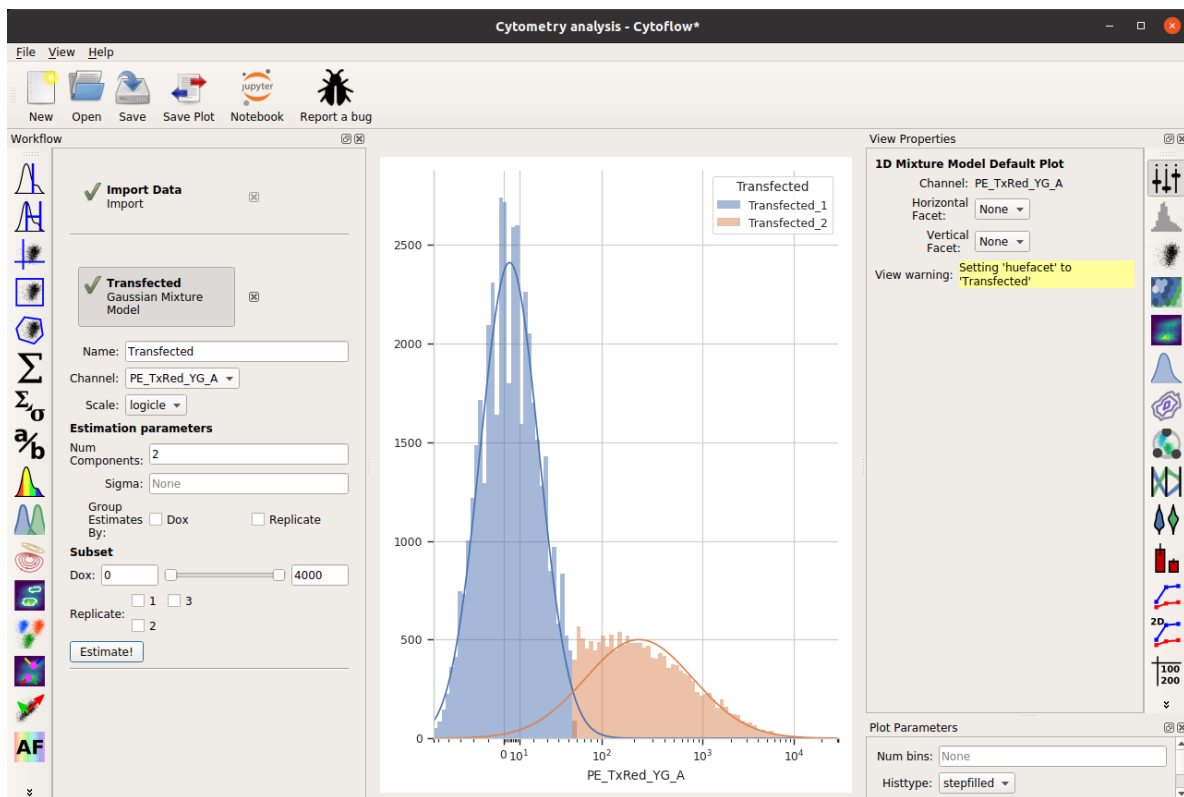 Cytometry analysis - Cytoflow*
File View Help
New Open Save Save Plot Notebook Report a bug
jupyter
Workflow
Import Data
Import
Transfected
Gaussian Mixture
Model
Name: Transfected
Channel: PE_TxRed_YG_A
Scale: logicle
Estimation parameters
Num
Components: 2
Sigma: None
Group
Estimates
By: Dox Replicate
Subset
Dox: 0 4000
Replicate: 1 3
2
Estimate!
Σ
Σ,σ
a/b
AF
Transfected
Transfected_1
Transfected_2
2500
2000
1500
1000
500
0
0 10¹ 10² 10³ 10⁴
PE_TxRed_YG_A
View Properties
1D Mixture Model Default Plot
Channel: PE_TxRed_YG_A
Horizontal
Facet: None
Vertical
Facet: None
View warning: Setting 'huefacet' to
'Transfected'
2D
100
200
Plot Parameters
Num bins: None
Histtype: stepfilled